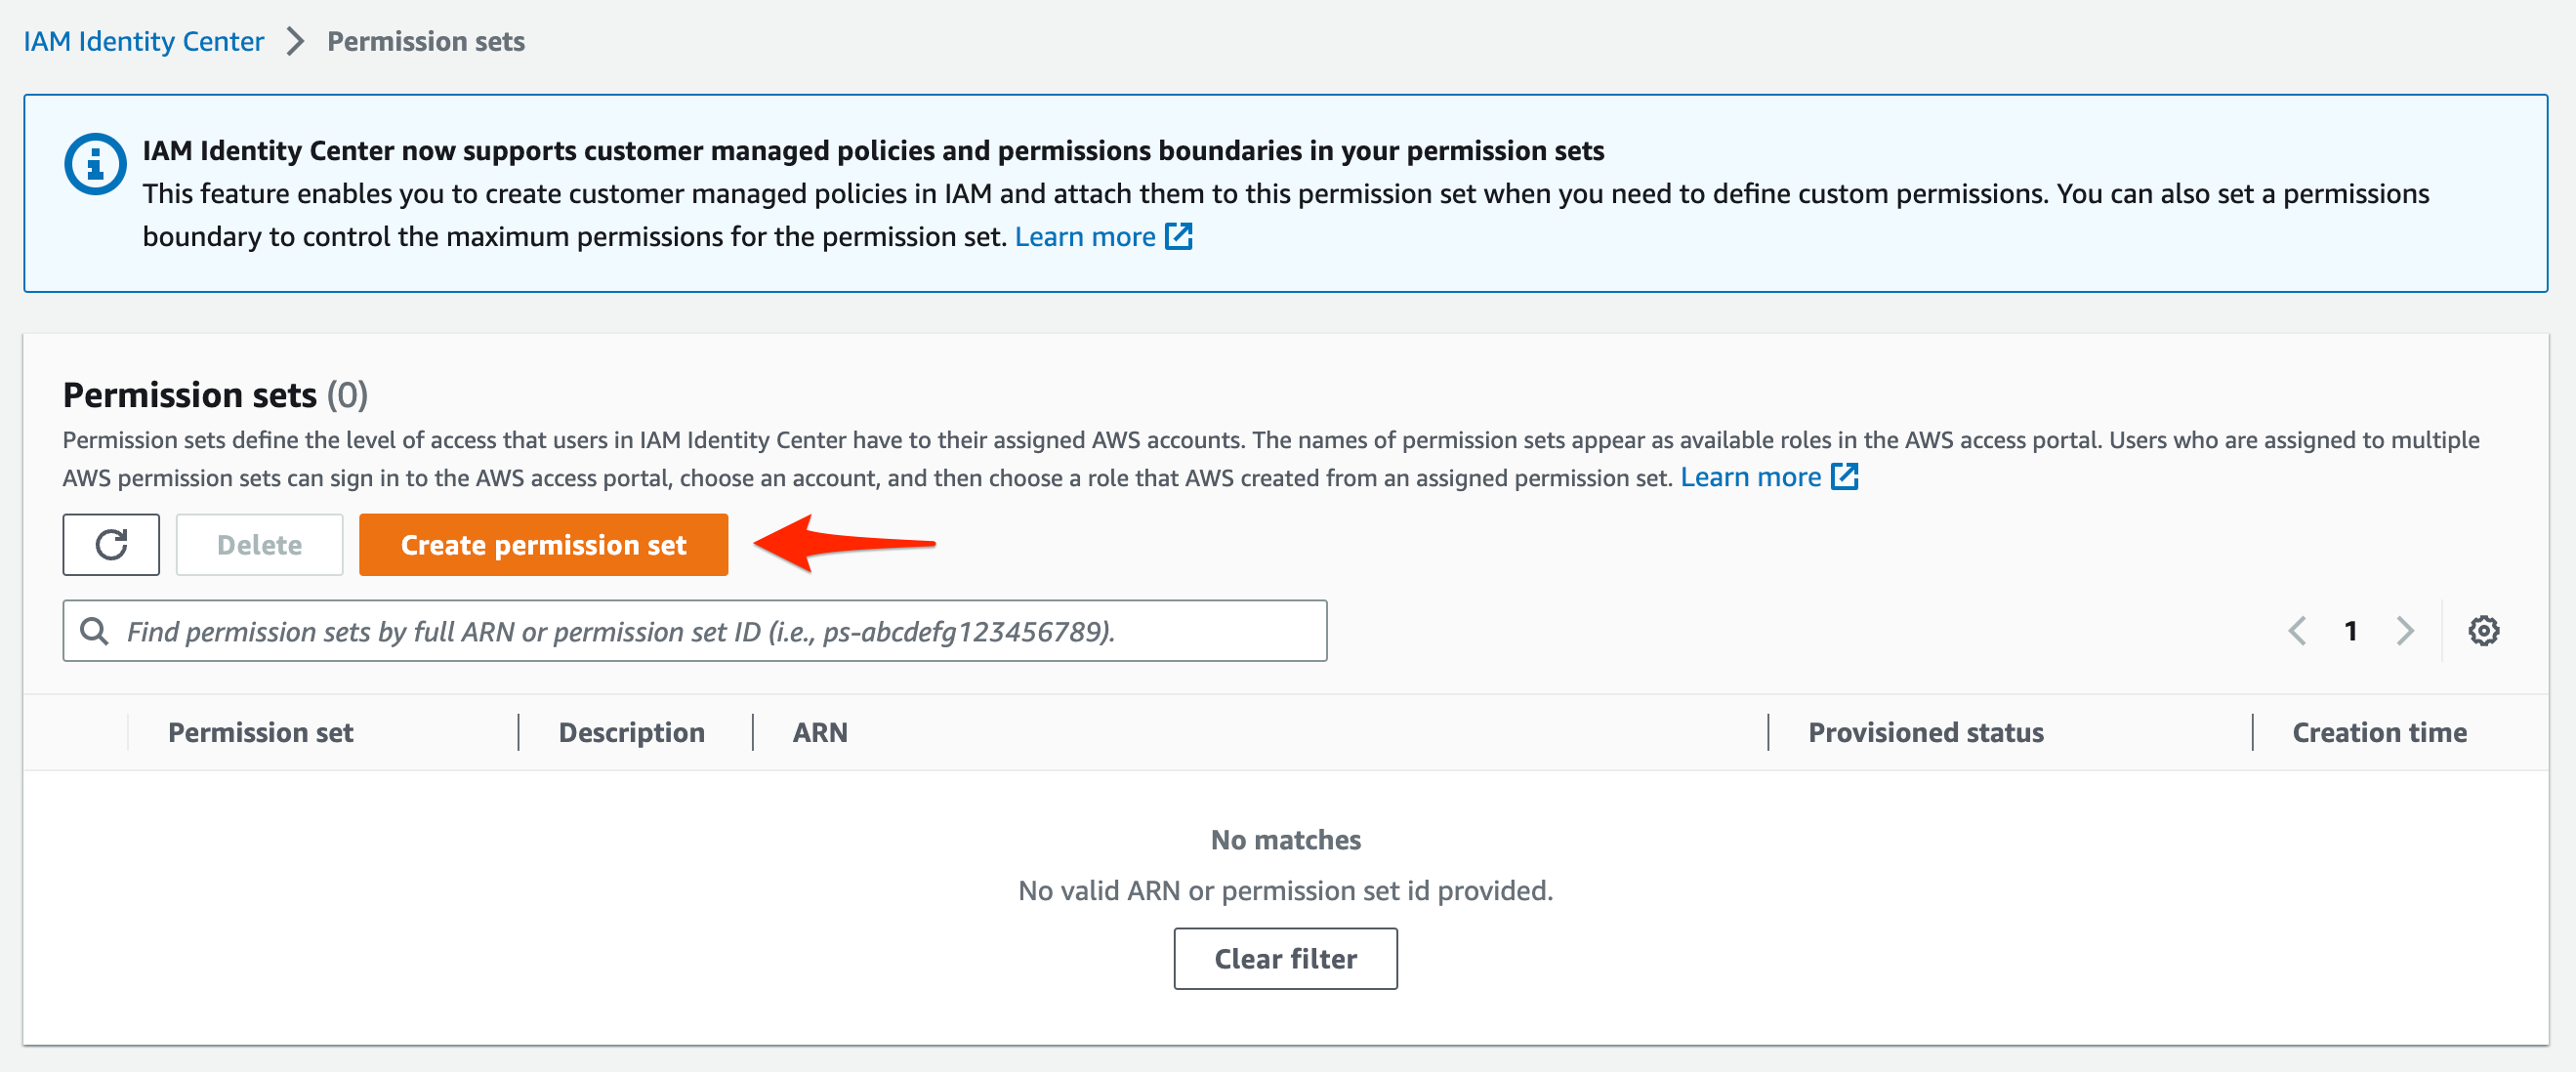 IAM Identity Center > Permission sets
IAM Identity Center now supports customer managed policies and permissions boundaries in your permission sets
This feature enables you to create customer managed policies in IAM and attach them to this permission set when you need to define custom permissions. You can also set a permissions
boundary to control the maximum permissions for the permission set. Learn more
Permission sets (0)
Permission sets define the level of access that users in IAM Identity Center have to their assigned AWS accounts. The names of permission sets appear as available roles in the AWS access portal. Users who are assigned to multiple
AWS permission sets can sign in to the AWS access portal, choose an account, and then choose a role that AWS created from an assigned permission set. Learn more
Delete Create permission set
Find permission sets by full ARN or permission set ID (i.e., ps-abcdefg123456789). 1
Permission set Description ARN Provisioned status Creation time
No matches
No valid ARN or permission set id provided.
Clear filter